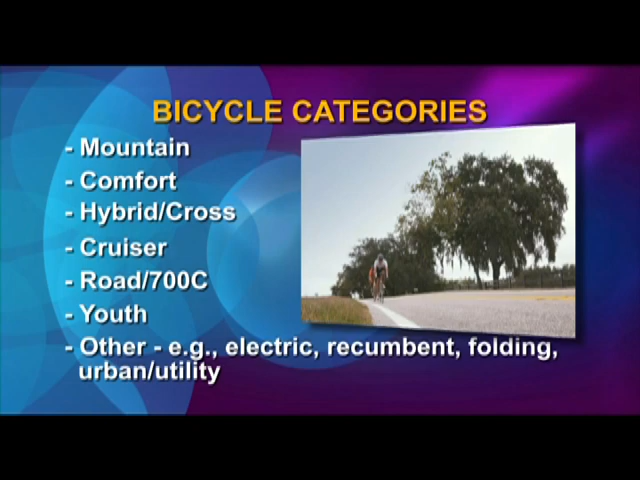 BICYCLE CATEGORIES
- Mountain
- Comfort
- Hybrid/Cross
- Cruiser
- Road/700C
- Youth
- Other - e.g., electric, recumbent, folding,
urban/utility